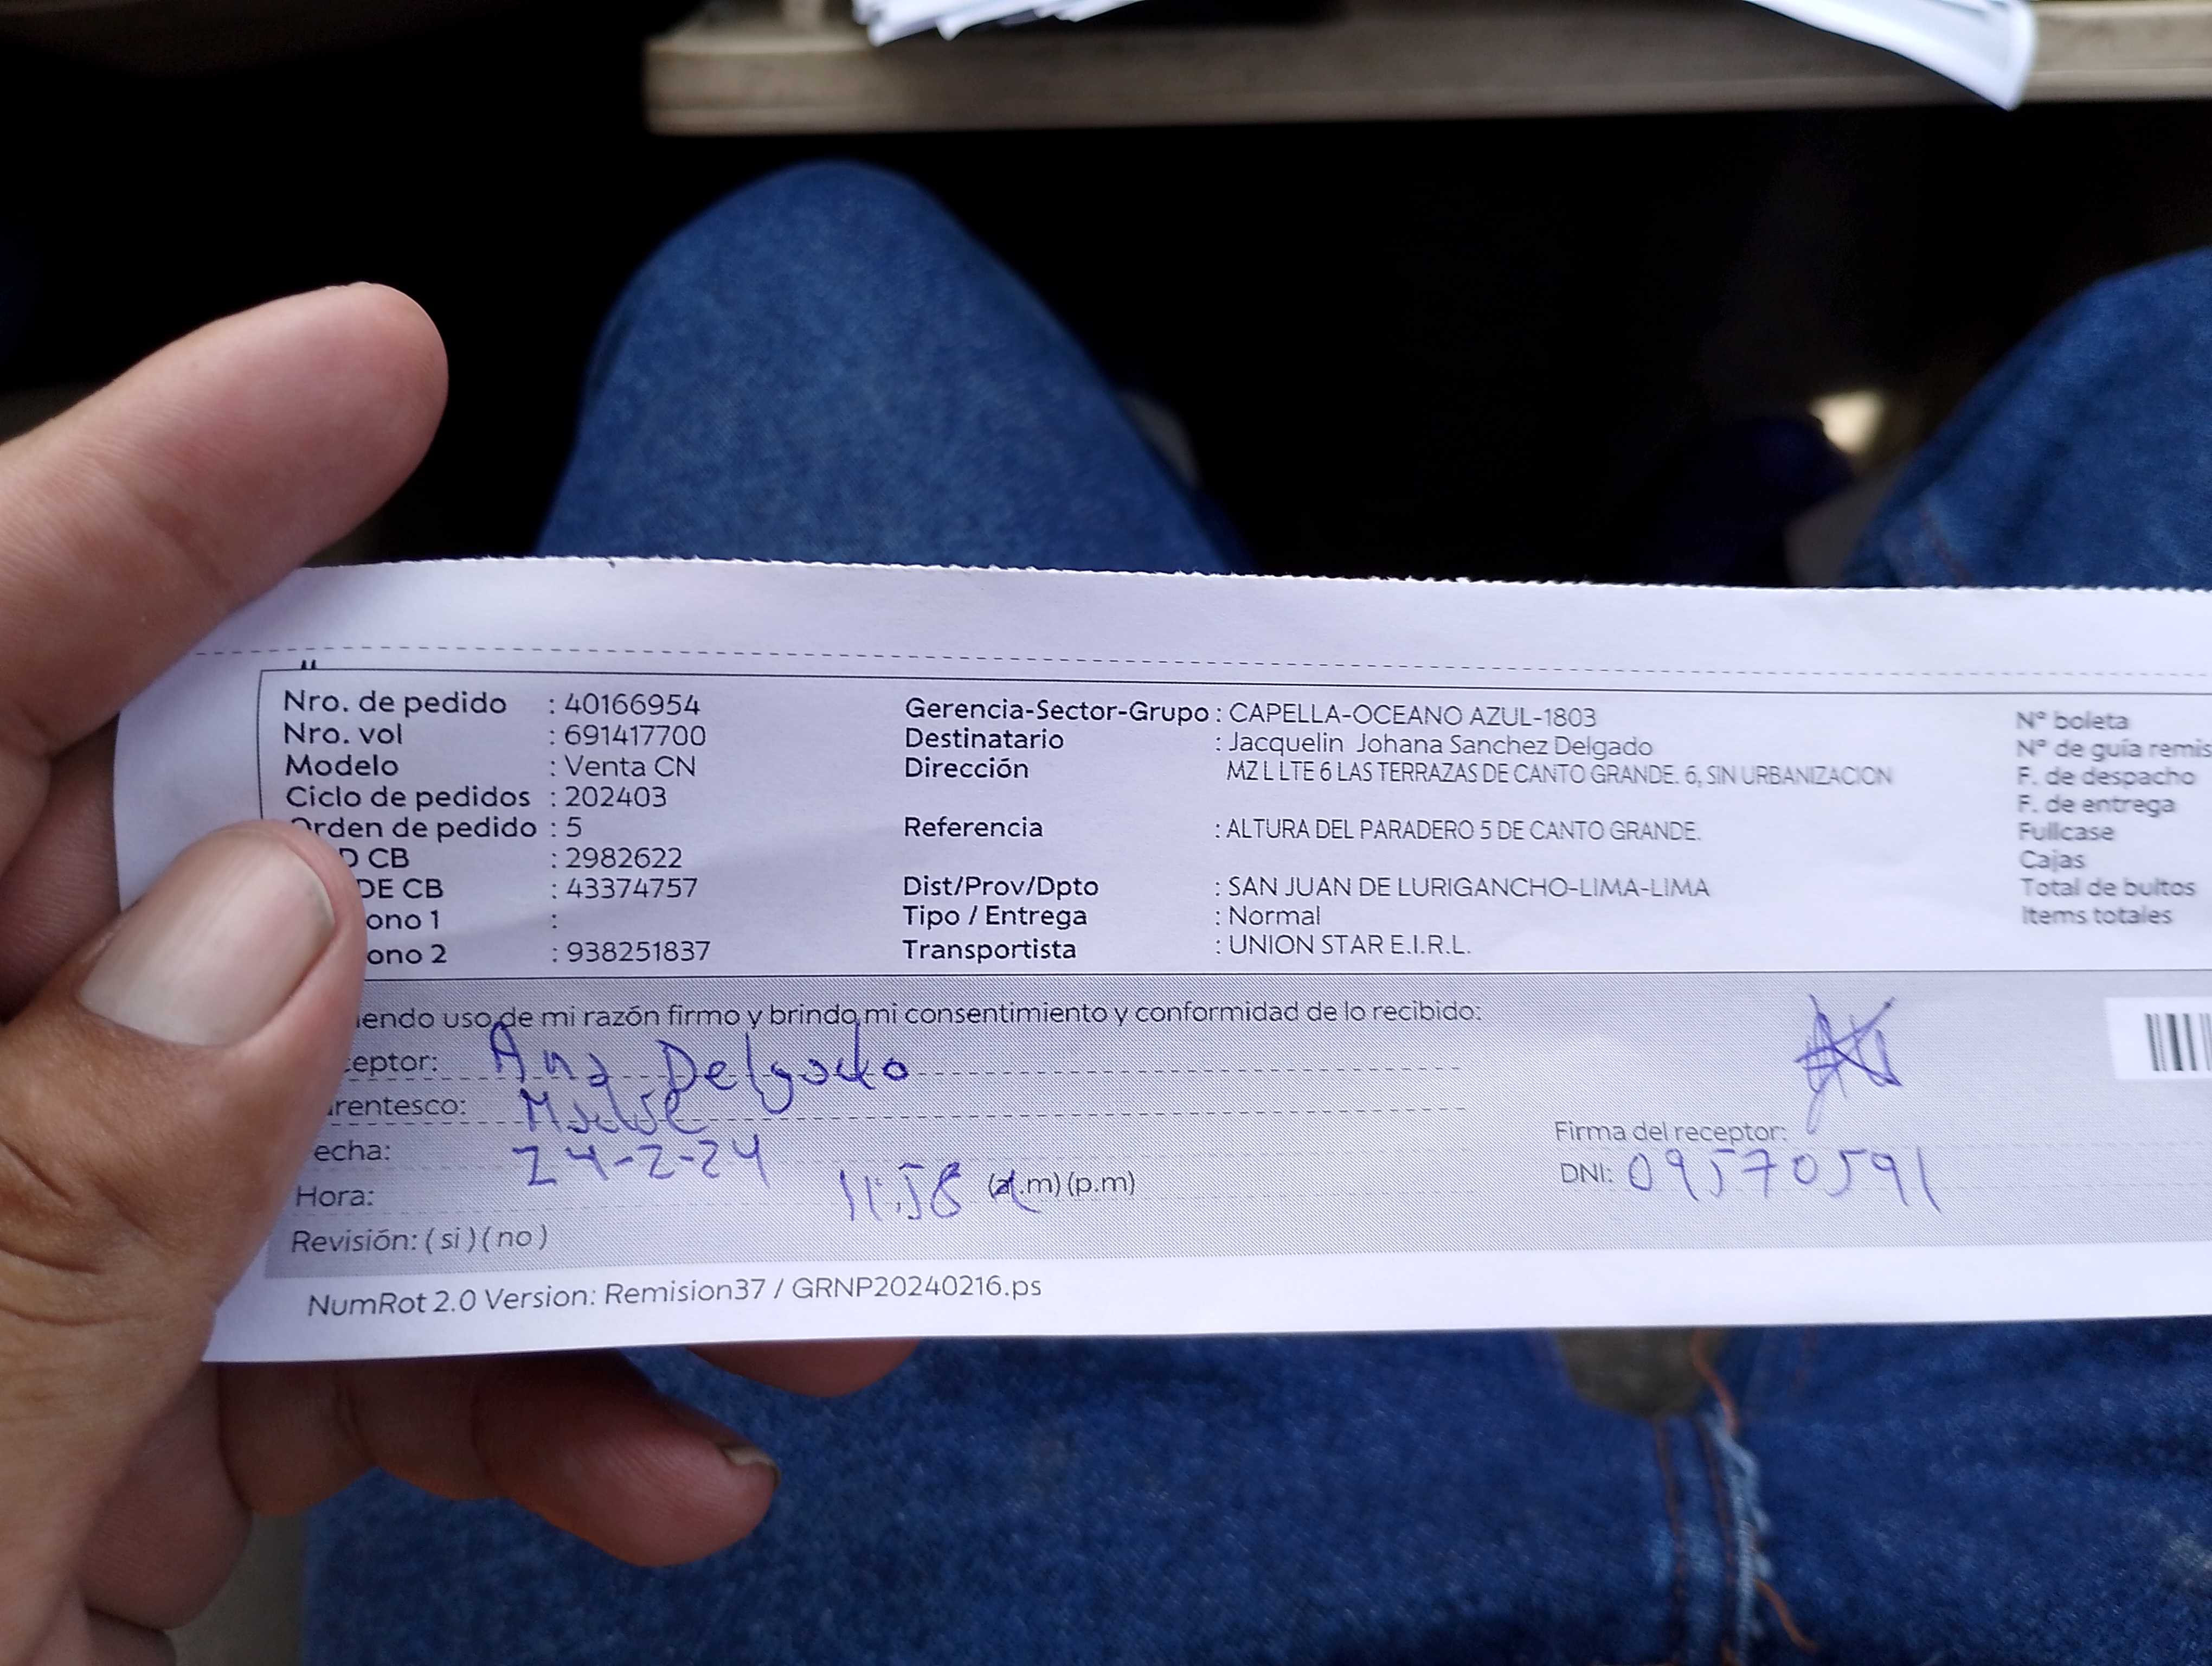 Nro. de pedido : 40166954
Nro. vol : 691417700
Modelo : Venta CN
Ciclo de pedidos : 202403
Orden de pedido : 5
D CB : 2982622
DE CB : 43374757
ono 1 :
ono 2 : 938251837
Gerencia-Sector-Grupo : CAPELLA-OCEANO AZUL-1803
Destinatario : Jacquelin Johana Sanchez Delgado
Dirección MZ L LTE 6 LAS TERRAZAS DE CANTO GRANDE. 6, SIN URBANIZACION
Referencia : ALTURA DEL PARADERO 5 DE CANTO GRANDE.
Dist/Prov/Dpto : SAN JUAN DE LURIGANCHO-LIMA-LIMA
Tipo / Entrega : Normal
Transportista : UNION STAR E.I.R.L.
Nº boleta
Nº de guía remis
F. de despacho
F. de entrega
Fullcase
Cajas
Total de bultos
Items totales
iendo uso de mi razón firmo y brindo mi consentimiento y conformidad de lo recibido:
ceptor: Ana Delgado
rentesco: Madre
echa: 24-2-24
Hora: 11:58 (a.m) (p.m)
Revisión: ( si ) ( no )
Firma del receptor:
DNI: 09570591
NumRot 2.0 Version: Remision37 / GRNP20240216.ps